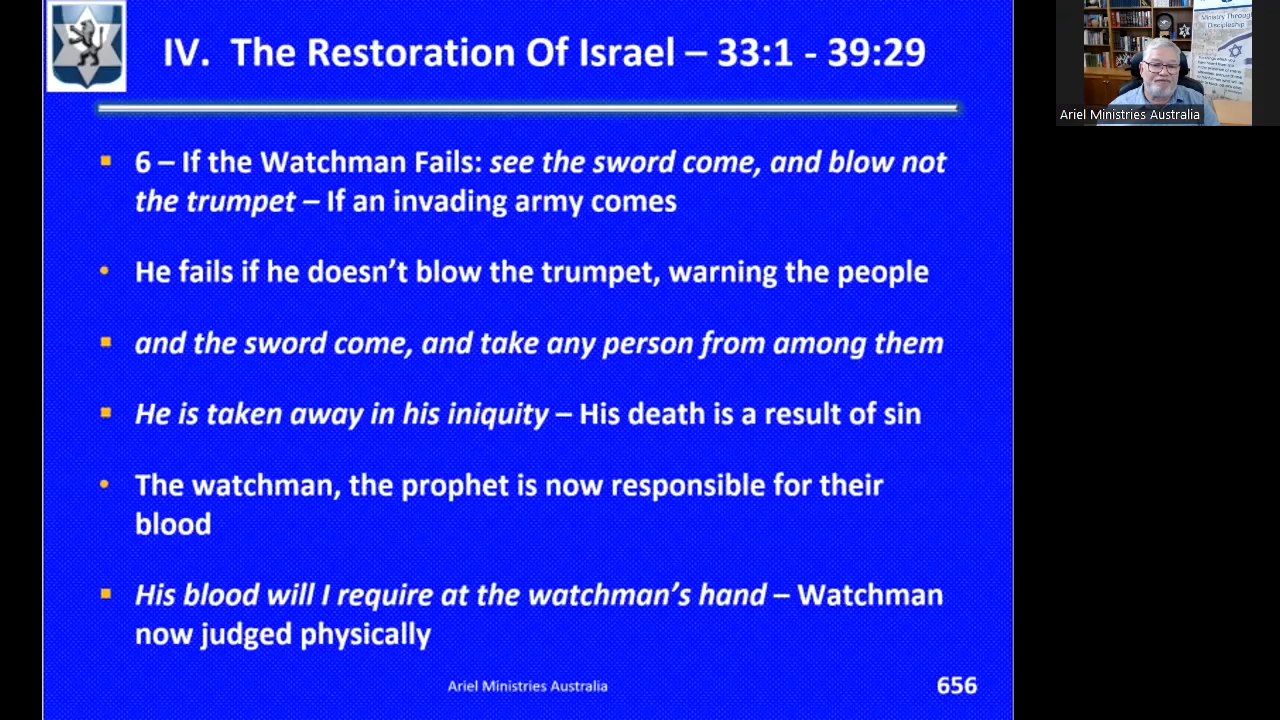 IV. The Restoration Of Israel – 33:1 - 39:29
6 – If the Watchman Fails: see the sword come, and blow not
the trumpet – If an invading army comes
He fails if he doesn’t blow the trumpet, warning the people
and the sword come, and take any person from among them
He is taken away in his iniquity – His death is a result of sin
The watchman, the prophet is now responsible for their
blood
His blood will I require at the watchman’s hand – Watchman
now judged physically
Ariel Ministries Australia
656
Ministry Through
Discipleship
Ariel Ministries Australia